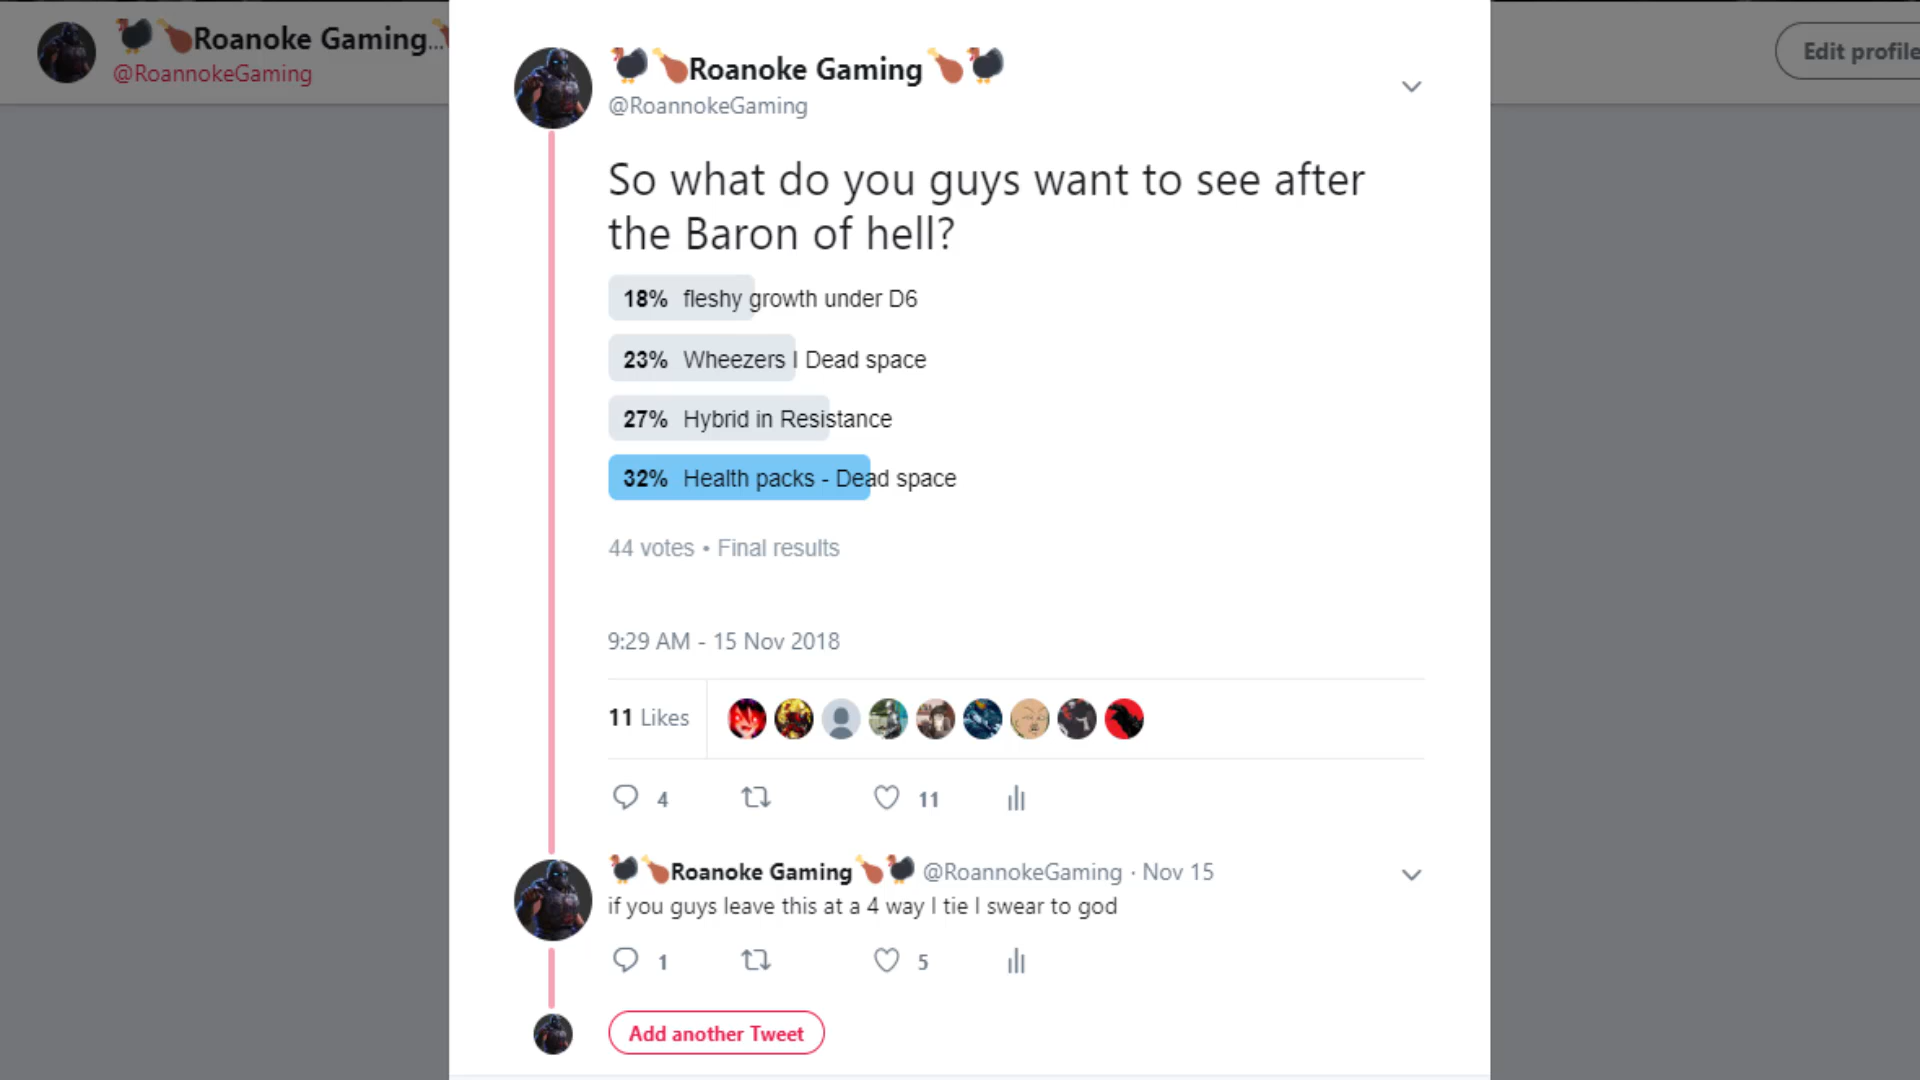 Roanoke Gaming...
@RoannokeGaming
Edit profile
Roanoke Gaming
@RoannokeGaming
So what do you guys want to see after
the Baron of hell?
18% fleshy growth under D6
23% Wheezers l Dead space
27% Hybrid in Resistance
32% Health packs - Dead space
44 votes • Final results
9:29 AM - 15 Nov 2018
11 Likes
4 11
Roanoke Gaming @RoannokeGaming · Nov 15
if you guys leave this at a 4 way I tie I swear to god
1 5
Add another Tweet